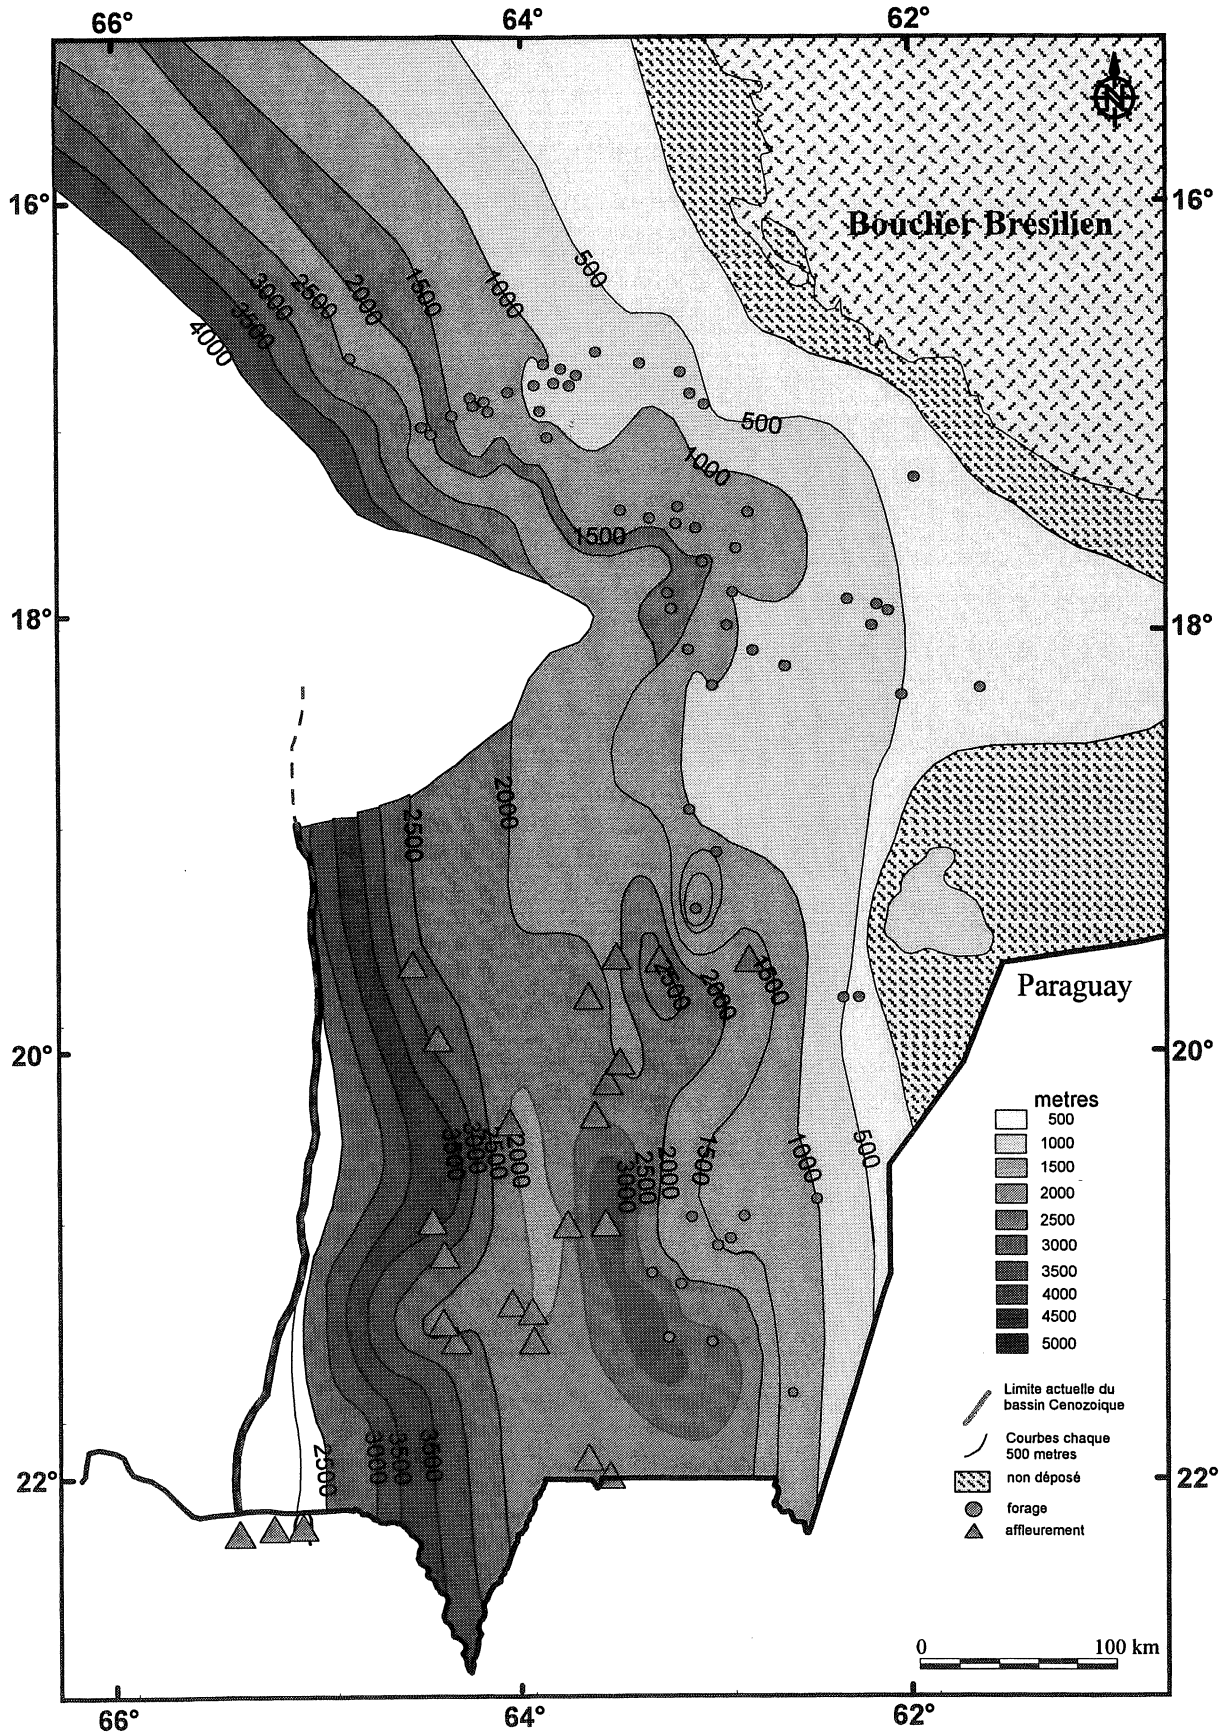 66° 64° 62°
N
16° 16°
Bouclier Brésilien
4000 3500 3000 2500 2000 1500 1000 500
500
1000
1500
18° 18°
2000
2500
2500 2000 1500
Paraguay
20° 20°
3500 3000 2500 2000 3000 2500 2000 1500 1000 500
metres
500
1000
1500
2000
2500
3000
3500
4000
4500
5000
Limite actuelle du
bassin Cenozoique
Courbes chaque
500 metres
non déposé
forage
affleurement
2500 3000 3500 3500
22° 22°
0 100 km
66° 64° 62°